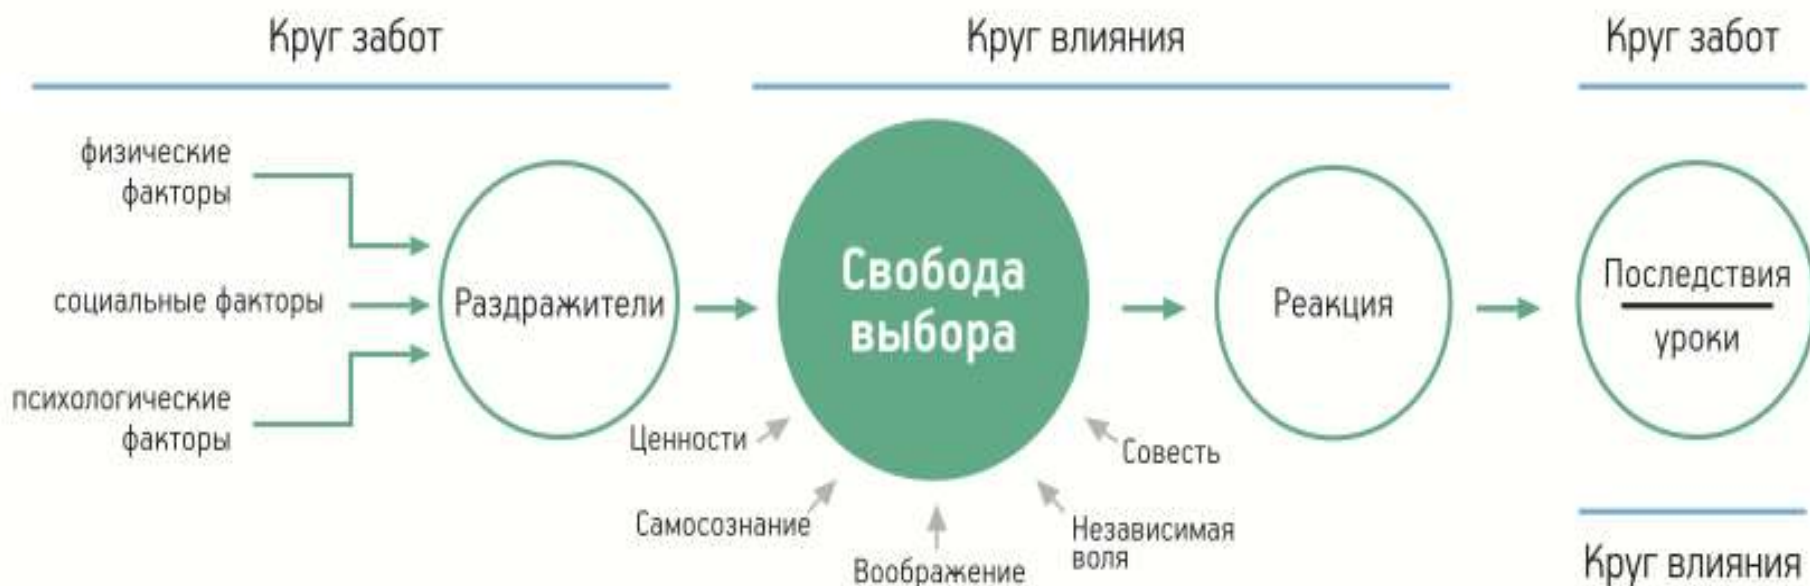 Круг забот
Круг влияния
Круг забот
физические
факторы
социальные факторы
психологические
факторы
Раздражители
Свобода
выбора
Ценности
Самосознание
Воображение
Независимая
воля
Совесть
Реакция
Последствия
уроки
Круг влияния